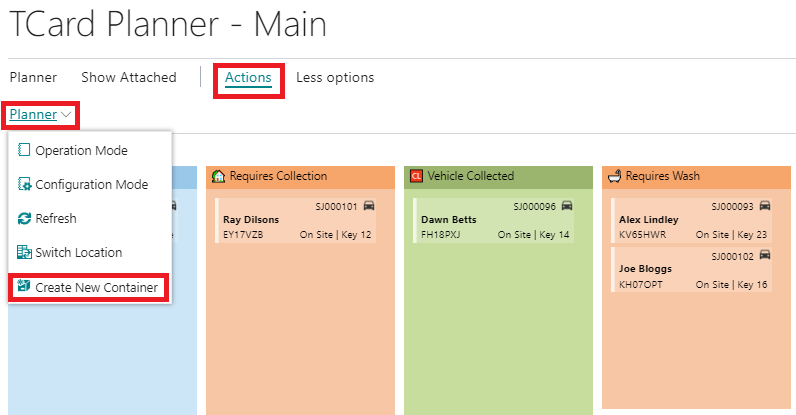 TCard Planner - Main
Planner Show Attached Actions Less options
Planner
Operation Mode
Configuration Mode
Refresh
Switch Location
Create New Container
Requires Collection
SJ000101
Ray Dilsons
EY17VZB On Site | Key 12
CL Vehicle Collected
SJ000096
Dawn Betts
FH18PXJ On Site | Key 14
Requires Wash
SJ000093
Alex Lindley
KV65HWR On Site | Key 23
SJ000102
Joe Bloggs
KH07OPT On Site | Key 16